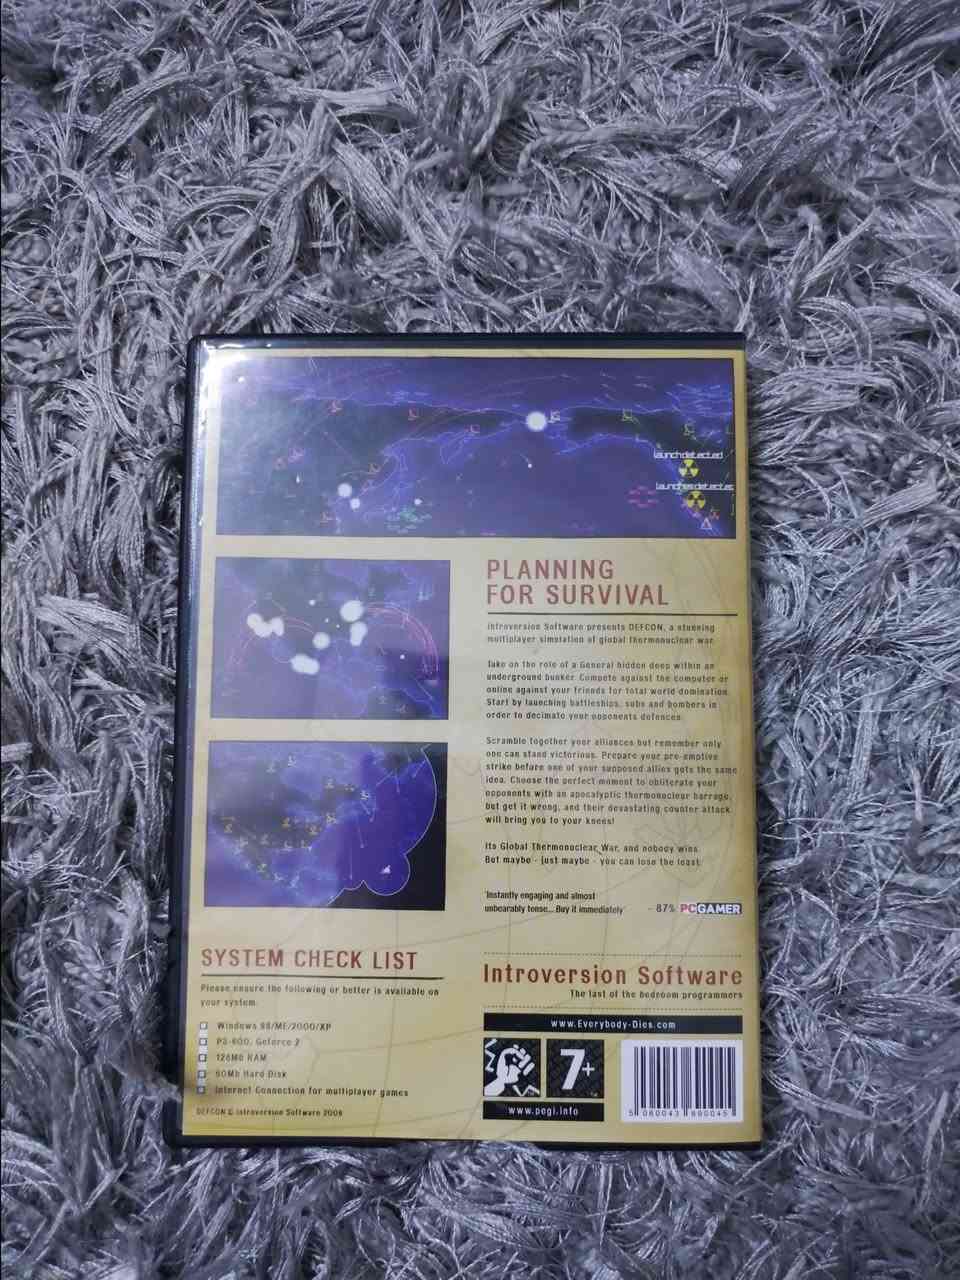 launch detected
launches detected
PLANNING
FOR SURVIVAL
Introversion Software presents DEFCON, a stunning
multiplayer simulation of global thermonuclear war.
Take on the role of a General hidden deep within an
underground bunker. Compete against the computer or
online against your friends for total world domination.
Start by launching battleships, subs and bombers in
order to decimate your opponents defences.
Scramble together your alliances but remember only
one can stand victorious. Prepare your pre-emptive
strike before one of your supposed allies gets the same
idea. Choose the perfect moment to obliterate your
opponents with an apocalyptic thermonuclear barrage,
but get it wrong, and their devastating counter attack
will bring you to your knees!
Its Global Thermonuclear War, and nobody wins.
But maybe - just maybe - you can lose the least.
'Instantly engaging and almost
unbearably tense... Buy it immediately' - 87% PCGAMER
SYSTEM CHECK LIST
Please ensure the following or better is available on
your system:
Windows 98/ME/2000/XP
P3-600, Geforce 2
128Mb RAM
60Mb Hard Disk
Internet Connection for multiplayer games
DEFCON © Introversion Software 2006
Introversion Software
The last of the bedroom programmers
www.Everybody-Dies.com
7+
www.pegi.info
5 060043 690045